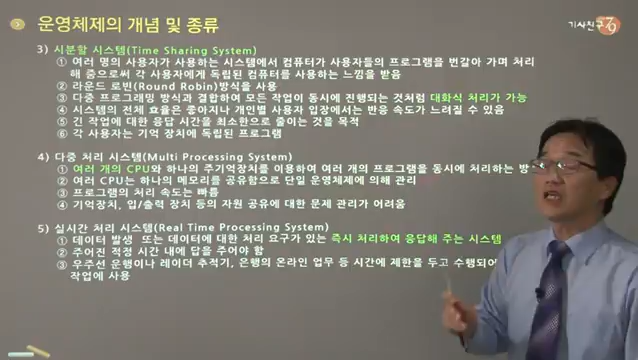 운영체제의 개념 및 종류
기사친구
3) 시분할 시스템(Time Sharing System)
① 여러 명의 사용자가 사용하는 시스템에서 컴퓨터가 사용자들의 프로그램을 번갈아 가며 처리
해 줌으로써 각 사용자에게 독립된 컴퓨터를 사용하는 느낌을 받음
② 라운드 로빈(Round Robin)방식을 사용
③ 다중 프로그래밍 방식과 결합하여 모든 작업이 동시에 진행되는 것처럼 대화식 처리가 가능
④ 시스템의 전체 효율은 좋아지나 개인별 사용자 입장에서는 반응 속도가 느려질 수 있음
⑤ 긴 작업에 대한 응답 시간을 최소한으로 줄이는 것을 목적
⑥ 각 사용자는 기억 장치에 독립된 프로그램
4) 다중 처리 시스템(Multi Processing System)
① 여러 개의 CPU와 하나의 주기억장치를 이용하여 여러 개의 프로그램을 동시에 처리하는 방
② 여러 CPU는 하나의 메모리를 공유함으로 단일 운영체제에 의해 관리
③ 프로그램의 처리 속도는 빠름
④ 기억장치, 입/출력 장치 등의 자원 공유에 대한 문제 관리가 어려움
5) 실시간 처리 시스템(Real Time Processing System)
① 데이터 발생 또는 데이터에 대한 처리 요구가 있는 즉시 처리하여 응답해 주는 시스템
② 주어진 적정 시간 내에 답을 주어야 함
③ 우주선 운행이나 레이더 추적기, 은행의 온라인 업무 등 시간에 제한을 두고 수행되어
작업에 사용